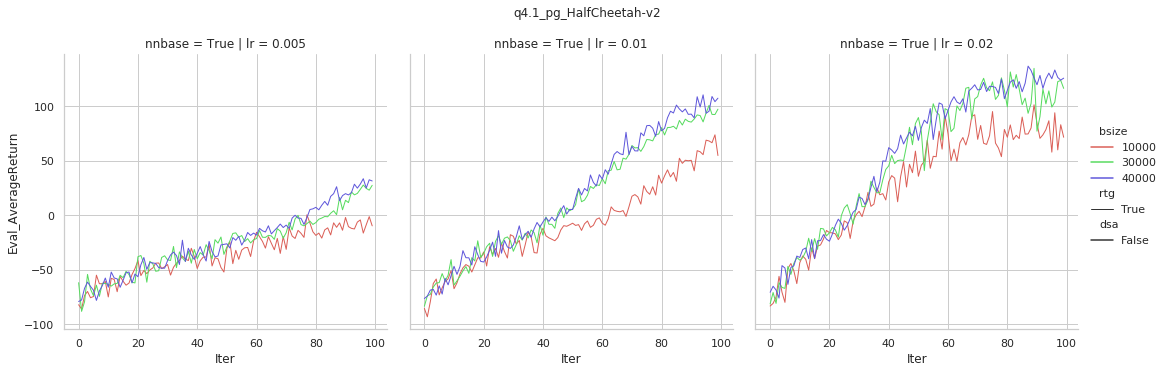 q4.1_pg_HalfCheetah-v2
nnbase = True | lr = 0.005
nnbase = True | lr = 0.01
nnbase = True | lr = 0.02
Eval_AverageReturn
100
50
0
−50
−100
0 20 40 60 80 100
0 20 40 60 80 100
0 20 40 60 80 100
Iter
Iter
Iter
bsize
10000
30000
40000
rtg
True
dsa
False